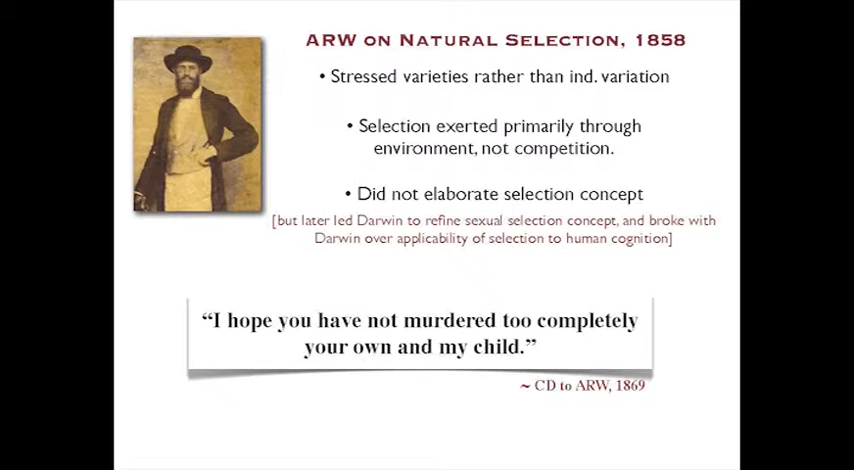 ARW on Natural Selection, 1858
• Stressed varieties rather than ind. variation
• Selection exerted primarily through
environment, not competition.
• Did not elaborate selection concept
[but later led Darwin to refine sexual selection concept, and broke with
Darwin over applicability of selection to human cognition]
“I hope you have not murdered too completely
your own and my child.”
~ CD to ARW, 1869